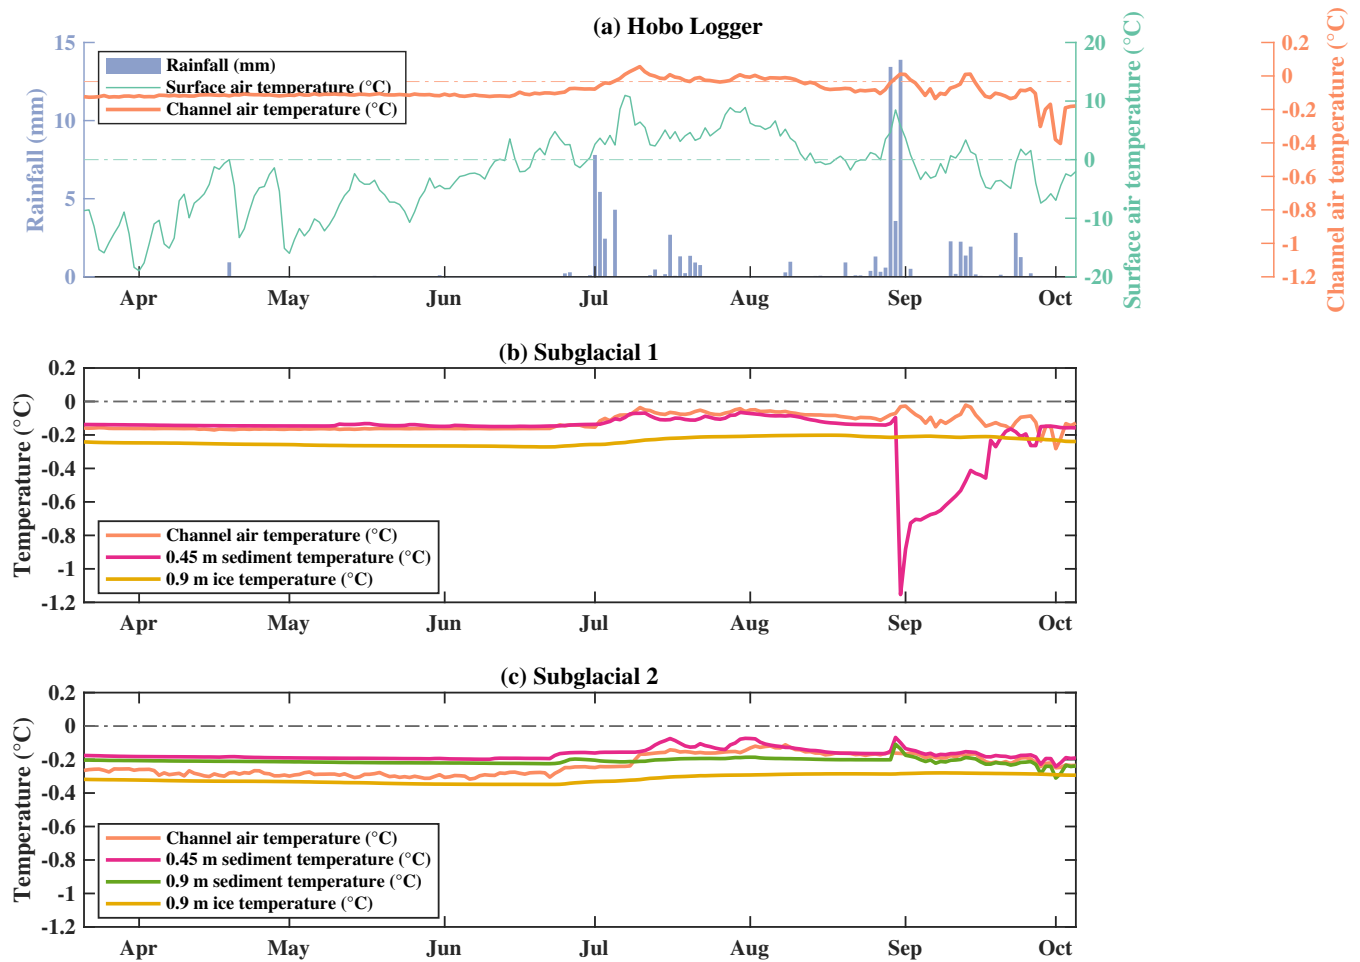 (a) Hobo Logger
15
10
5
0
Rainfall (mm)
Rainfall (mm)
Surface air temperature (°C)
Channel air temperature (°C)
20
10
0
-10
-20
Surface air temperature (°C)
0.2
0
-0.2
-0.4
-0.6
-0.8
-1
-1.2
Channel air temperature (°C)
Apr May Jun Jul Aug Sep Oct
(b) Subglacial 1
0.2
0
-0.2
-0.4
-0.6
-0.8
-1
-1.2
Temperature (°C)
Channel air temperature (°C)
0.45 m sediment temperature (°C)
0.9 m ice temperature (°C)
Apr May Jun Jul Aug Sep Oct
(c) Subglacial 2
0.2
0
-0.2
-0.4
-0.6
-0.8
-1
-1.2
Temperature (°C)
Channel air temperature (°C)
0.45 m sediment temperature (°C)
0.9 m sediment temperature (°C)
0.9 m ice temperature (°C)
Apr May Jun Jul Aug Sep Oct